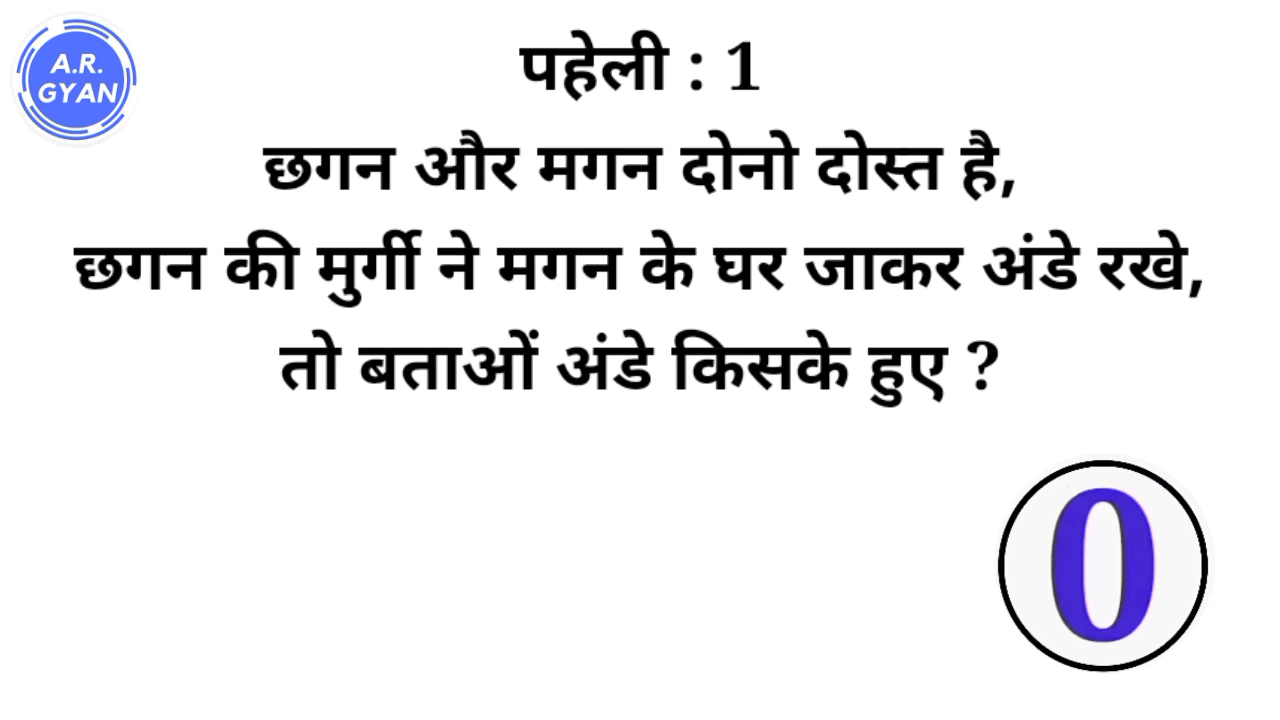 A.R.
GYAN
पहेली : 1
छगन और मगन दोनो दोस्त है,
छगन की मुर्गी ने मगन के घर जाकर अंडे रखे,
तो बताओं अंडे किसके हुए ?
0